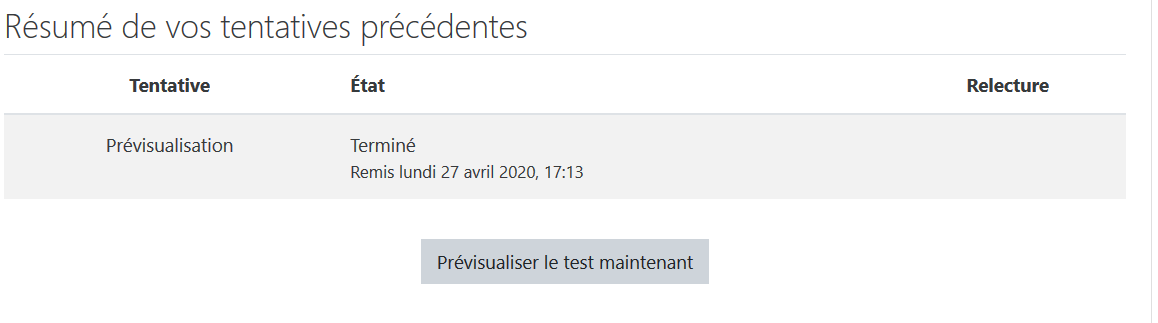 Résumé de vos tentatives précédentes
Tentative État Relecture
Prévisualisation Terminé
Remis lundi 27 avril 2020, 17:13
Prévisualiser le test maintenant